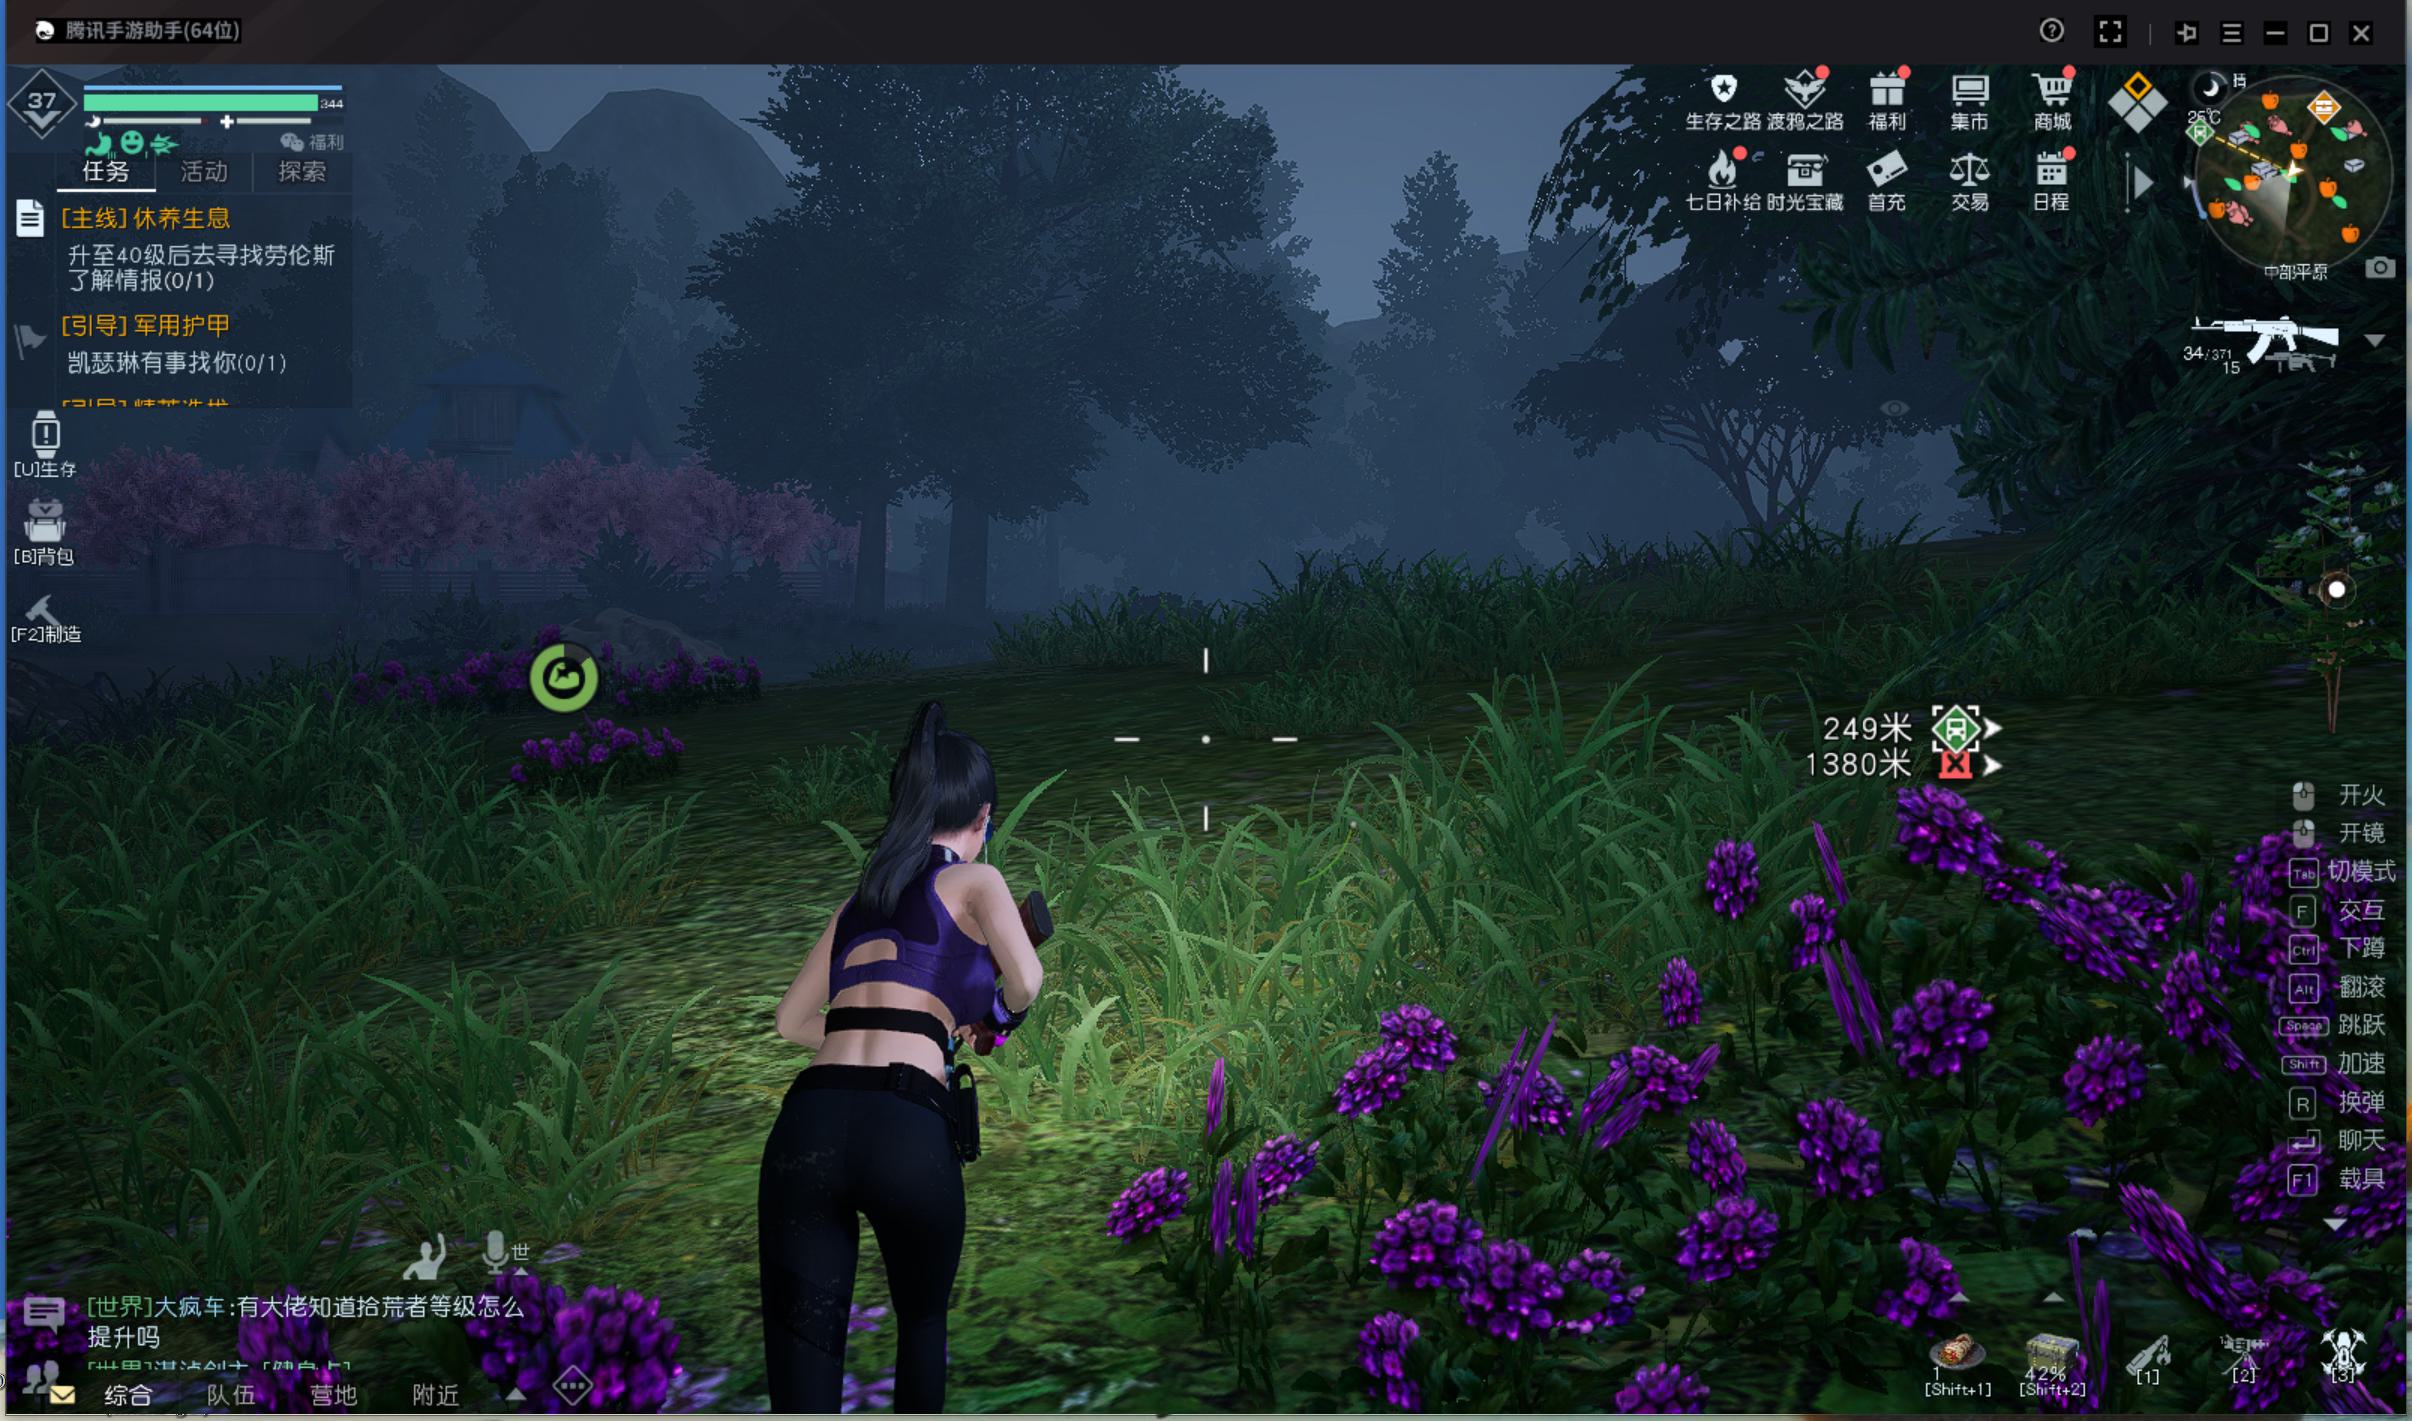 腾讯手游助手(64位)
37
344
福利
任务 活动 探索
[主线] 休养生息
升至40级后去寻找劳伦斯
了解情报(0/1)
[引导] 军用护甲
凯瑟琳有事找你(0/1)
[U]生存
[B]背包
[F2]制造
生存之路 渡鸦之路 福利 集市 商城
七日补给 时光宝藏 首充 交易 日程
25℃
中部平原
34/371
15
249米
1380米
开火
开镜
Tab 切模式
F 交互
Ctrl 下蹲
Alt 翻滚
Space 跳跃
Shift 加速
R 换弹
聊天
F1 载具
世
[世界]大疯车:有大佬知道拾荒者等级怎么
提升吗
综合 队伍 营地 附近
1 42%
[Shift+1] [Shift+2] [1] [2] [3]